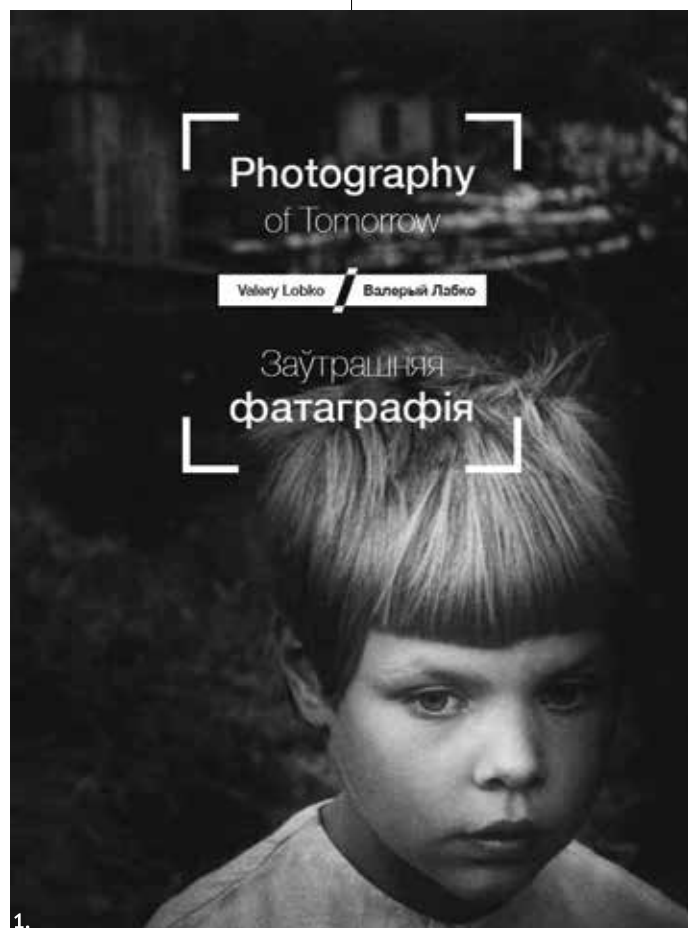 Photography
of Tomorrow
Valery Lobko / Валерый Лабко
Заўтрашняя
фатаграфія
1.